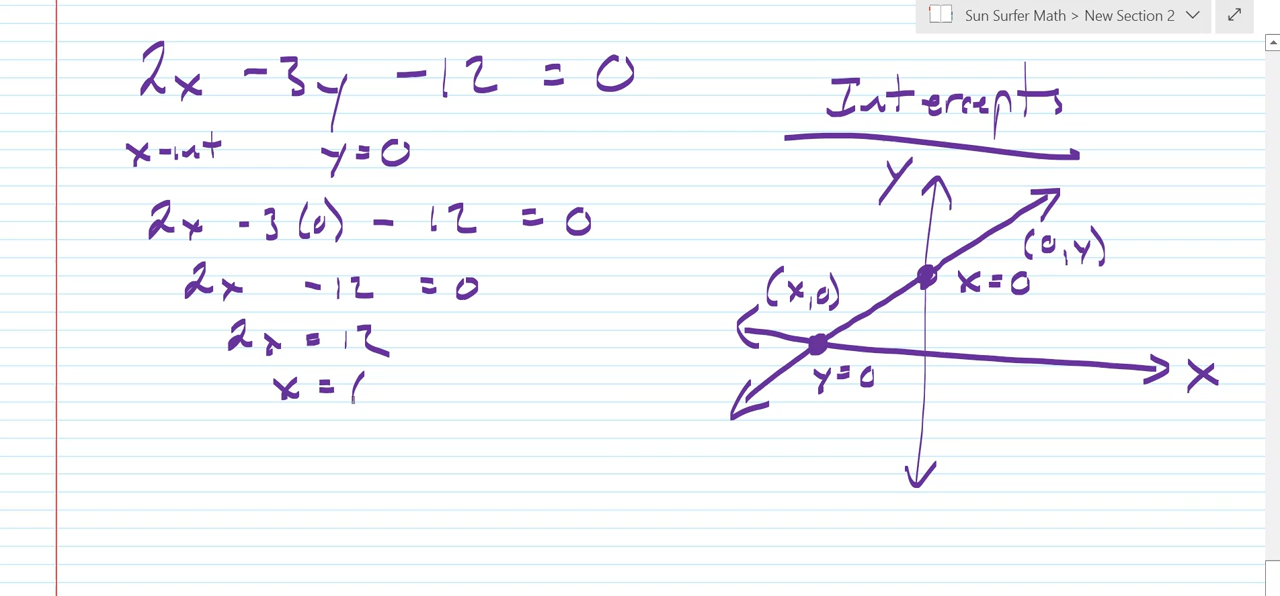 Sun Surfer Math > New Section 2
2x -3y -12 = 0
x-int y=0
2x -3(0) - 12 = 0
2x -12 = 0
2x = 12
x =
Intercepts
y
(0,y)
x=0
(x,0)
y=0
x